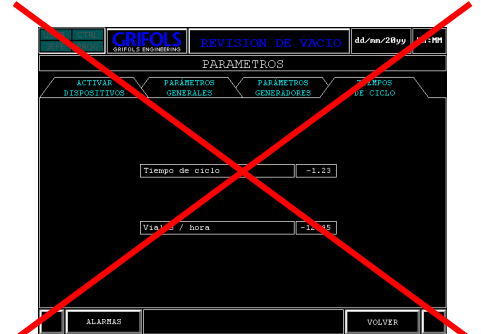 GRIFOLS
GRIFOLS ENGINEERING
REVISION DE VACIO
dd/mm/20yy
PARAMETROS
ACTIVAR
DISPOSITIVOS
PARAMETROS
GENERALES
PARAMETROS
GENERADORES
TIEMPOS
DE CICLO
Tiempo de ciclo
-1.23
/ hora
ALARMAS
VOLVER